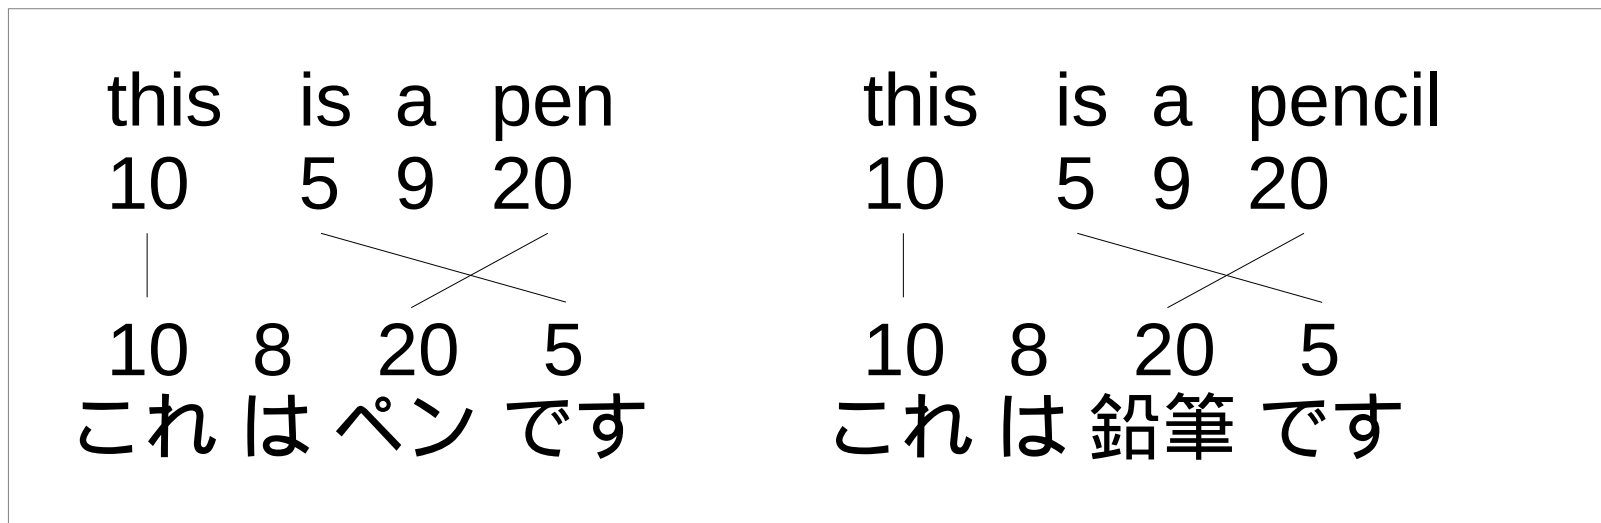 this is a pen
10 5 9 20
10 8 20 5
これ は ペン です
this is a pencil
10 5 9 20
10 8 20 5
これ は 鉛筆 です